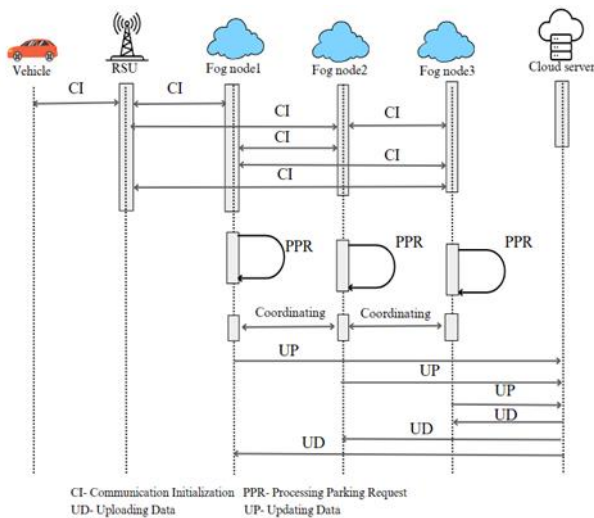 Vehicle RSU Fog node1 Fog node2 Fog node3 Cloud server
CI CI
CI CI
CI
CI
CI
PPR PPR PPR
Coordinating Coordinating
UP
UP
UP
UD
UD
UD
CI- Communication Initialization PPR- Processing Parking Request
UD- Uploading Data UP- Updating Data